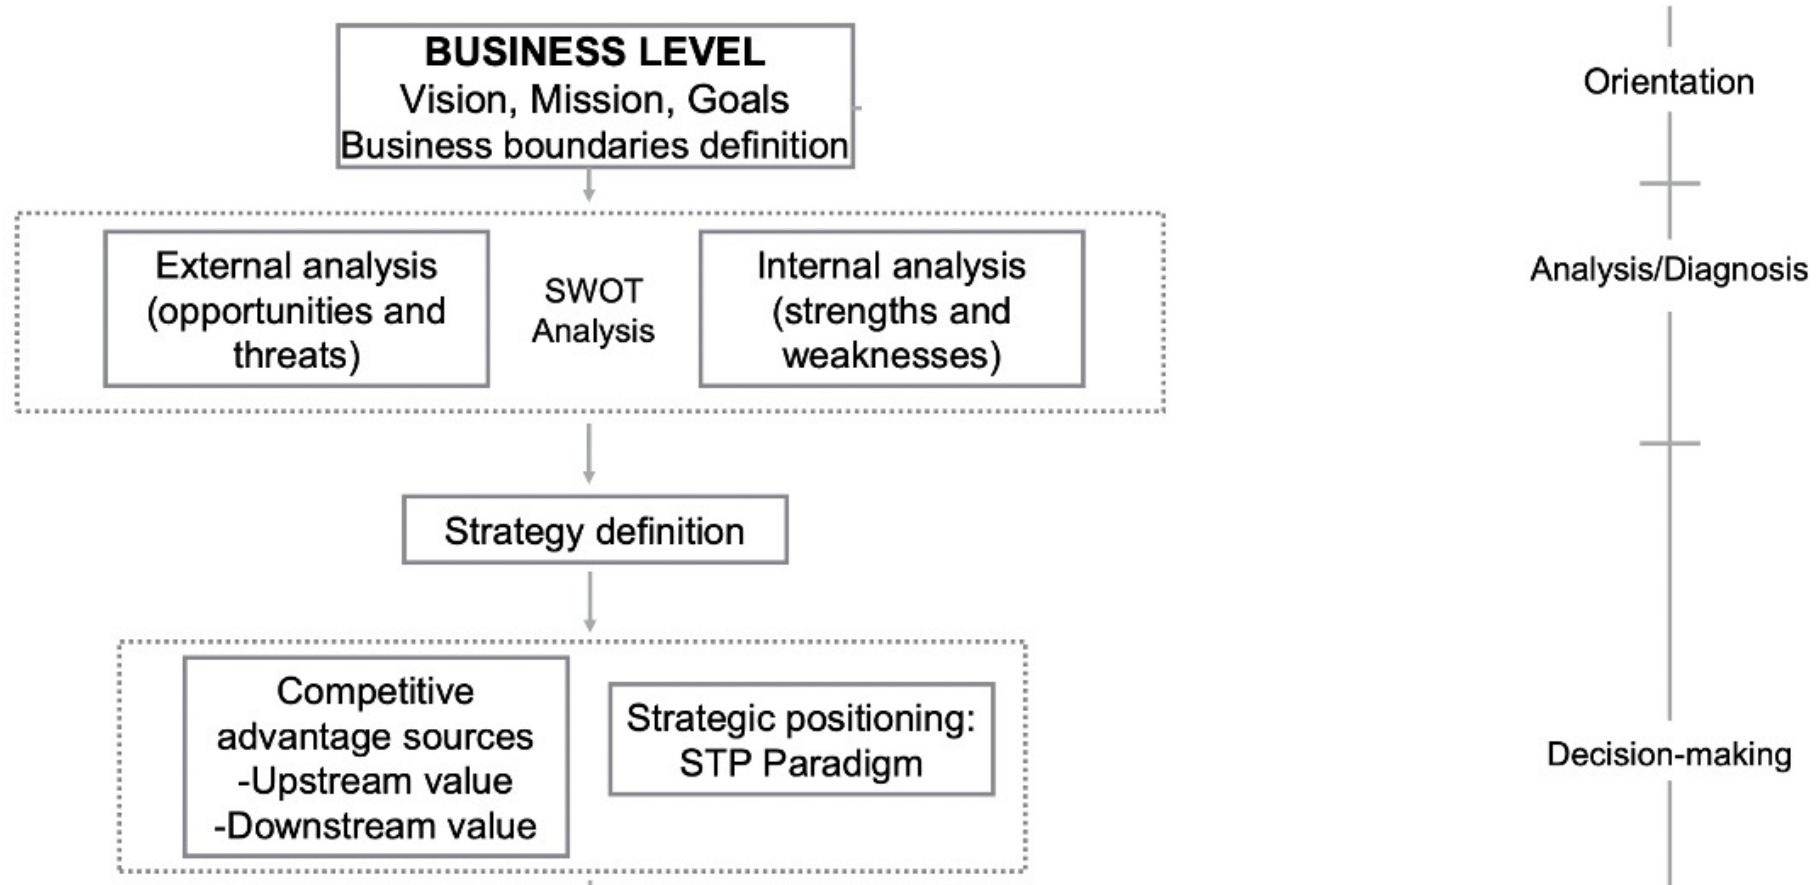 BUSINESS LEVEL
Vision, Mission, Goals
Business boundaries definition
Orientation
External analysis
(opportunities and
threats)
SWOT
Analysis
Internal analysis
(strengths and
weaknesses)
Analysis/Diagnosis
Strategy definition
Competitive
advantage sources
-Upstream value
-Downstream value
Strategic positioning:
STP Paradigm
Decision-making